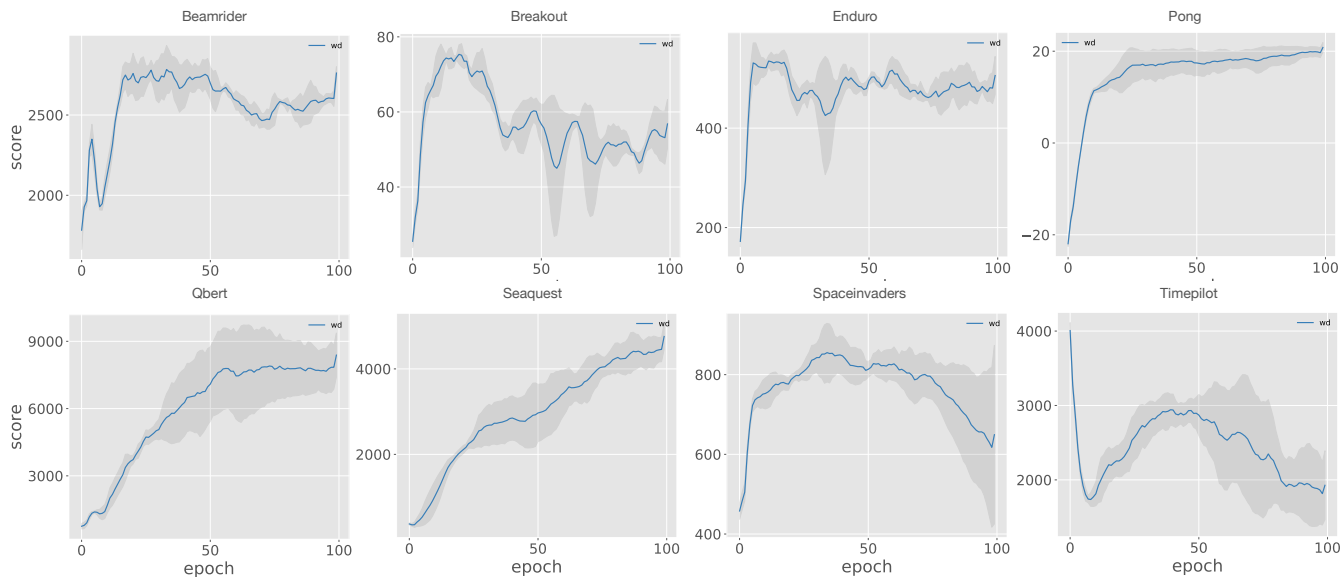 Beamrider Breakout Enduro Pong
wd wd wd wd
score
2500
2000
80
60
40
400
200
20
0
−20
0 50 100 0 50 100 0 50 100 0 50 100
Qbert Seaquest Spaceinvaders Timepilot
wd wd wd wd
score
9000
6000
3000
4000
2000
800
600
400
4000
3000
2000
0 50 100 0 50 100 0 50 100 0 50 100
epoch epoch epoch epoch